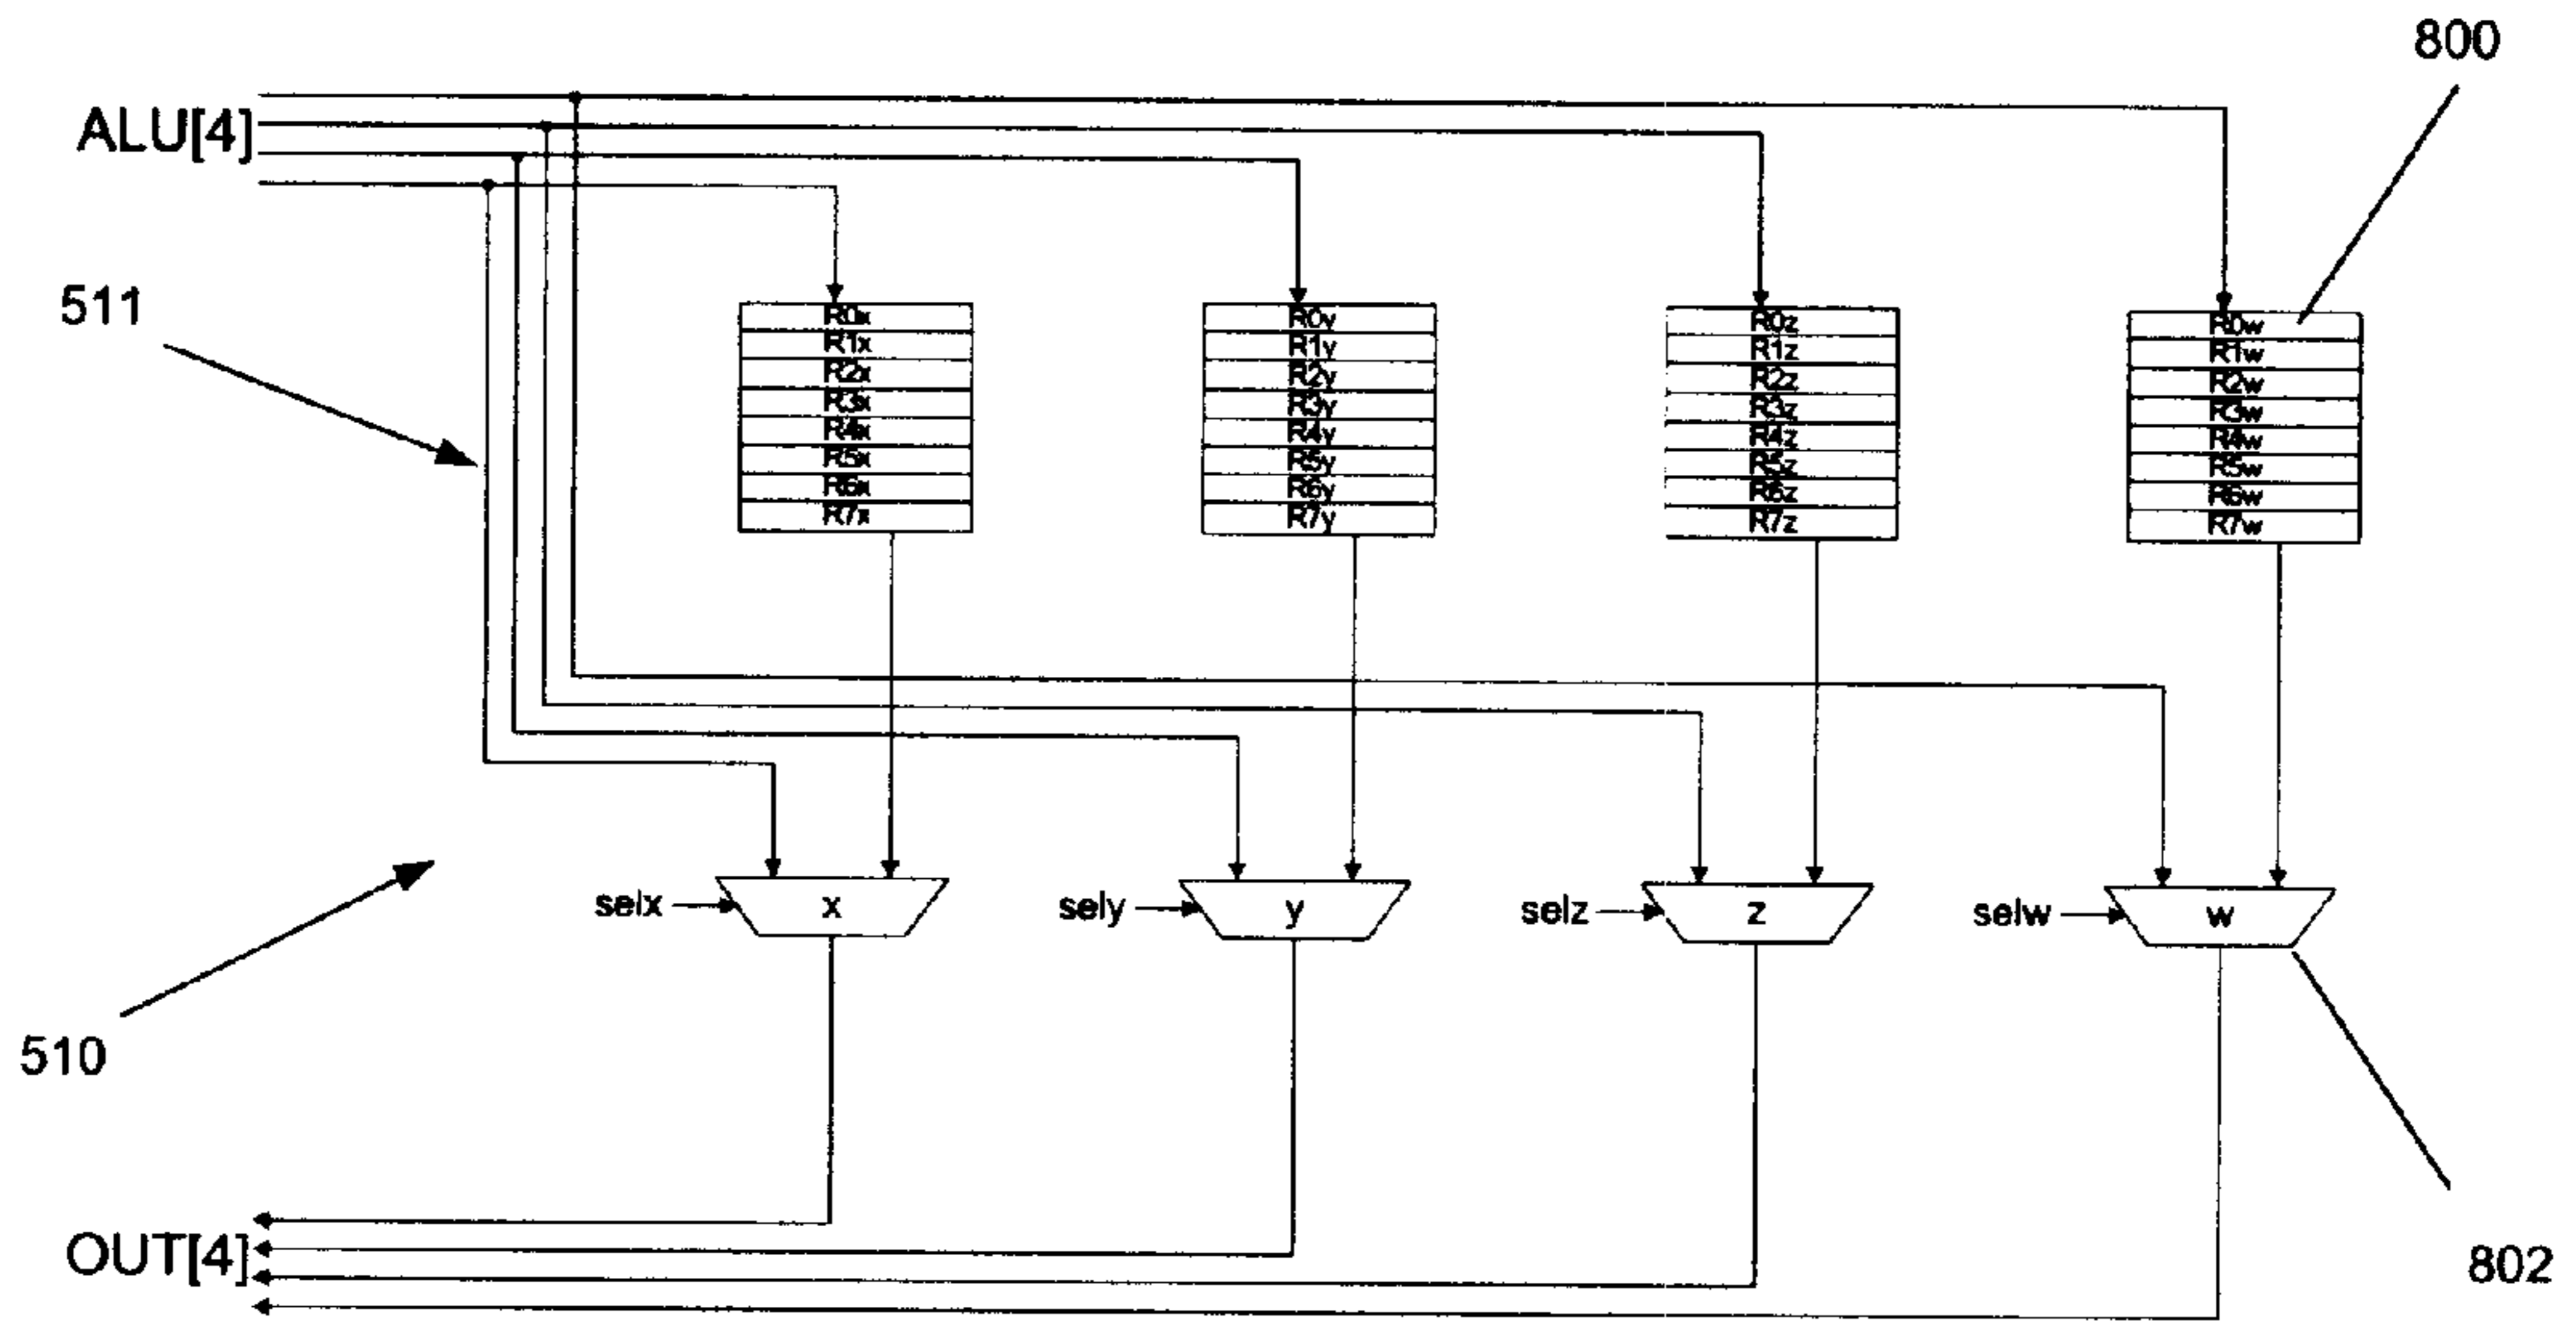 800
ALU[4]
511
R0x R0y R0z R0w
R1x R1y R1z R1w
R2x R2y R2z R2w
R3x R3y R3z R3w
R4x R4y R4z R4w
R5x R5y R5z R5w
R6x R6y R6z R6w
R7x R7y R7z R7w
selx x sely y selz z selw w
510
OUT[4]
802